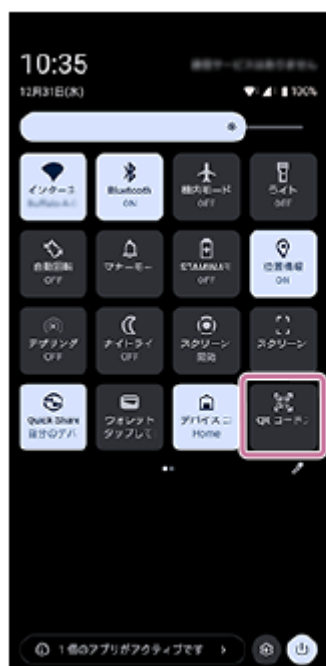 10:35
12月31日(水)
100%
インターネ
Bluetooth
ON
機内モード
OFF
ライト
OFF
自動回転
OFF
マナーモー
STAMINAモ
OFF
位置情報
ON
テザリング
OFF
ナイトライ
OFF
スクリーン
開始
スクリーン
Quick Share
自分のデバ
ウォレット
タップして
デバイスコ
Home
QR コード
1 個のアプリがアクティブです